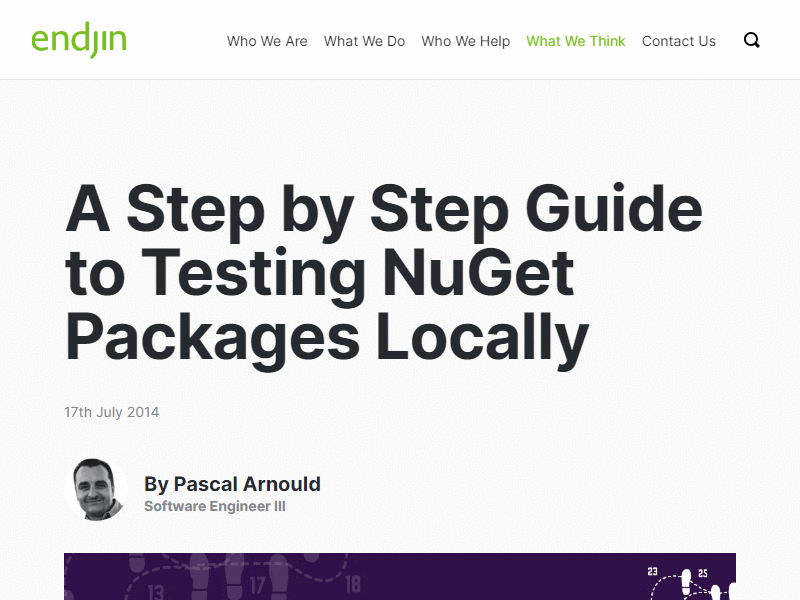 endjin
Who We Are What We Do Who We Help What We Think Contact Us
A Step by Step Guide
to Testing NuGet
Packages Locally
17th July 2014
By Pascal Arnould
Software Engineer III
23 25
13 17 18